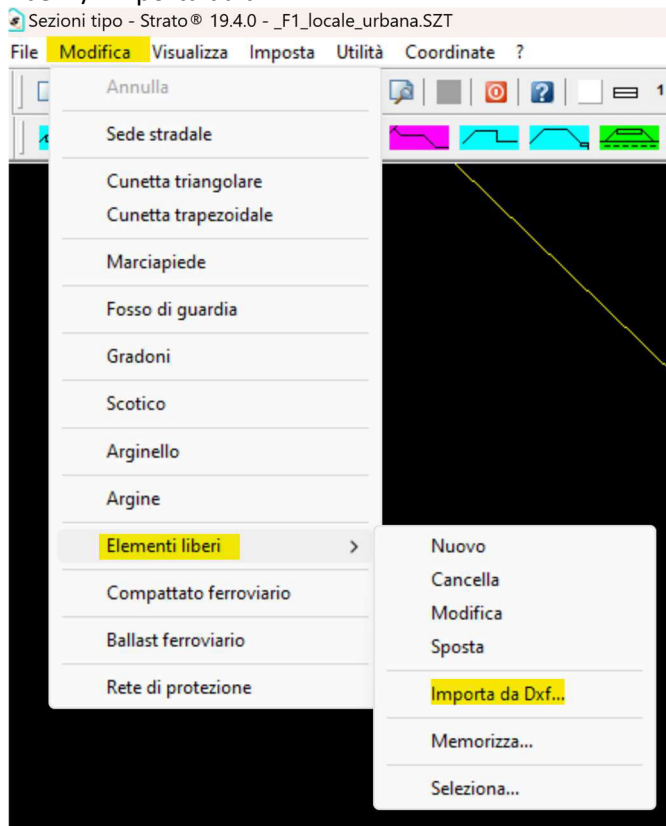 Sezioni tipo - Strato® 19.4.0 - _F1_locale_urbana.SZT
File Modifica Visualizza Imposta Utilità Coordinate ?
Annulla
Sede stradale
Cunetta triangolare
Cunetta trapezoidale
Marciapiede
Fosso di guardia
Gradoni
Scotico
Arginello
Argine
Elementi liberi >
Compattato ferroviario
Ballast ferroviario
Rete di protezione
Nuovo
Cancella
Modifica
Sposta
Importa da Dxf...
Memorizza...
Seleziona...